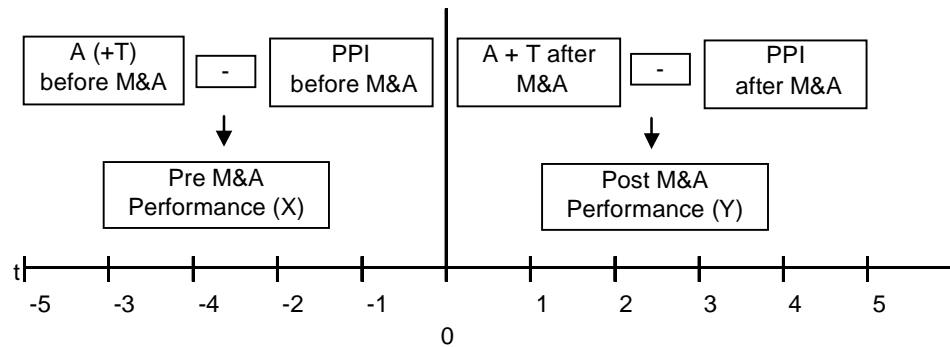 A (+T)
before M&A
-
PPI
before M&A
A + T after
M&A
-
PPI
after M&A
Pre M&A
Performance (X)
Post M&A
Performance (Y)
t
-5 -3 -4 -2 -1 1 2 3 4 5
0